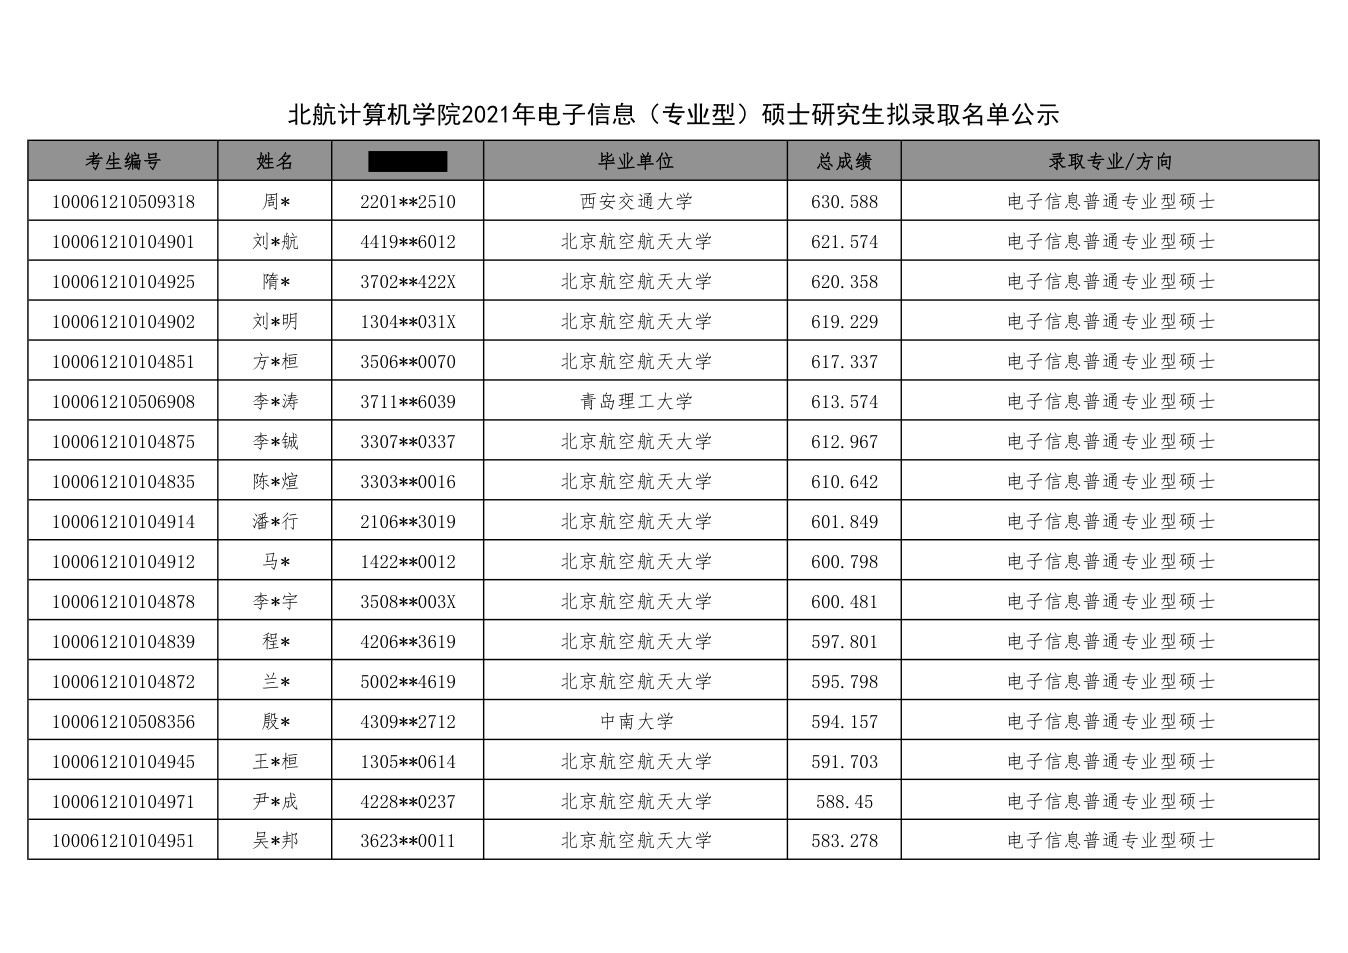 北航计算机学院2021年电子信息（专业型）硕士研究生拟录取名单公示
考生编号 姓名 毕业单位 总成绩 录取专业/方向
100061210509318 周* 2201**2510 西安交通大学 630.588 电子信息普通专业型硕士
100061210104901 刘*航 4419**6012 北京航空航天大学 621.574 电子信息普通专业型硕士
100061210104925 隋* 3702**422X 北京航空航天大学 620.358 电子信息普通专业型硕士
100061210104902 刘*明 1304**031X 北京航空航天大学 619.229 电子信息普通专业型硕士
100061210104851 方*桓 3506**0070 北京航空航天大学 617.337 电子信息普通专业型硕士
100061210506908 李*涛 3711**6039 青岛理工大学 613.574 电子信息普通专业型硕士
100061210104875 李*铖 3307**0337 北京航空航天大学 612.967 电子信息普通专业型硕士
100061210104835 陈*煊 3303**0016 北京航空航天大学 610.642 电子信息普通专业型硕士
100061210104914 潘*行 2106**3019 北京航空航天大学 601.849 电子信息普通专业型硕士
100061210104912 马* 1422**0012 北京航空航天大学 600.798 电子信息普通专业型硕士
100061210104878 李*宇 3508**003X 北京航空航天大学 600.481 电子信息普通专业型硕士
100061210104839 程* 4206**3619 北京航空航天大学 597.801 电子信息普通专业型硕士
100061210104872 兰* 5002**4619 北京航空航天大学 595.798 电子信息普通专业型硕士
100061210508356 殷* 4309**2712 中南大学 594.157 电子信息普通专业型硕士
100061210104945 王*桓 1305**0614 北京航空航天大学 591.703 电子信息普通专业型硕士
100061210104971 尹*成 4228**0237 北京航空航天大学 588.45 电子信息普通专业型硕士
100061210104951 吴*邦 3623**0011 北京航空航天大学 583.278 电子信息普通专业型硕士